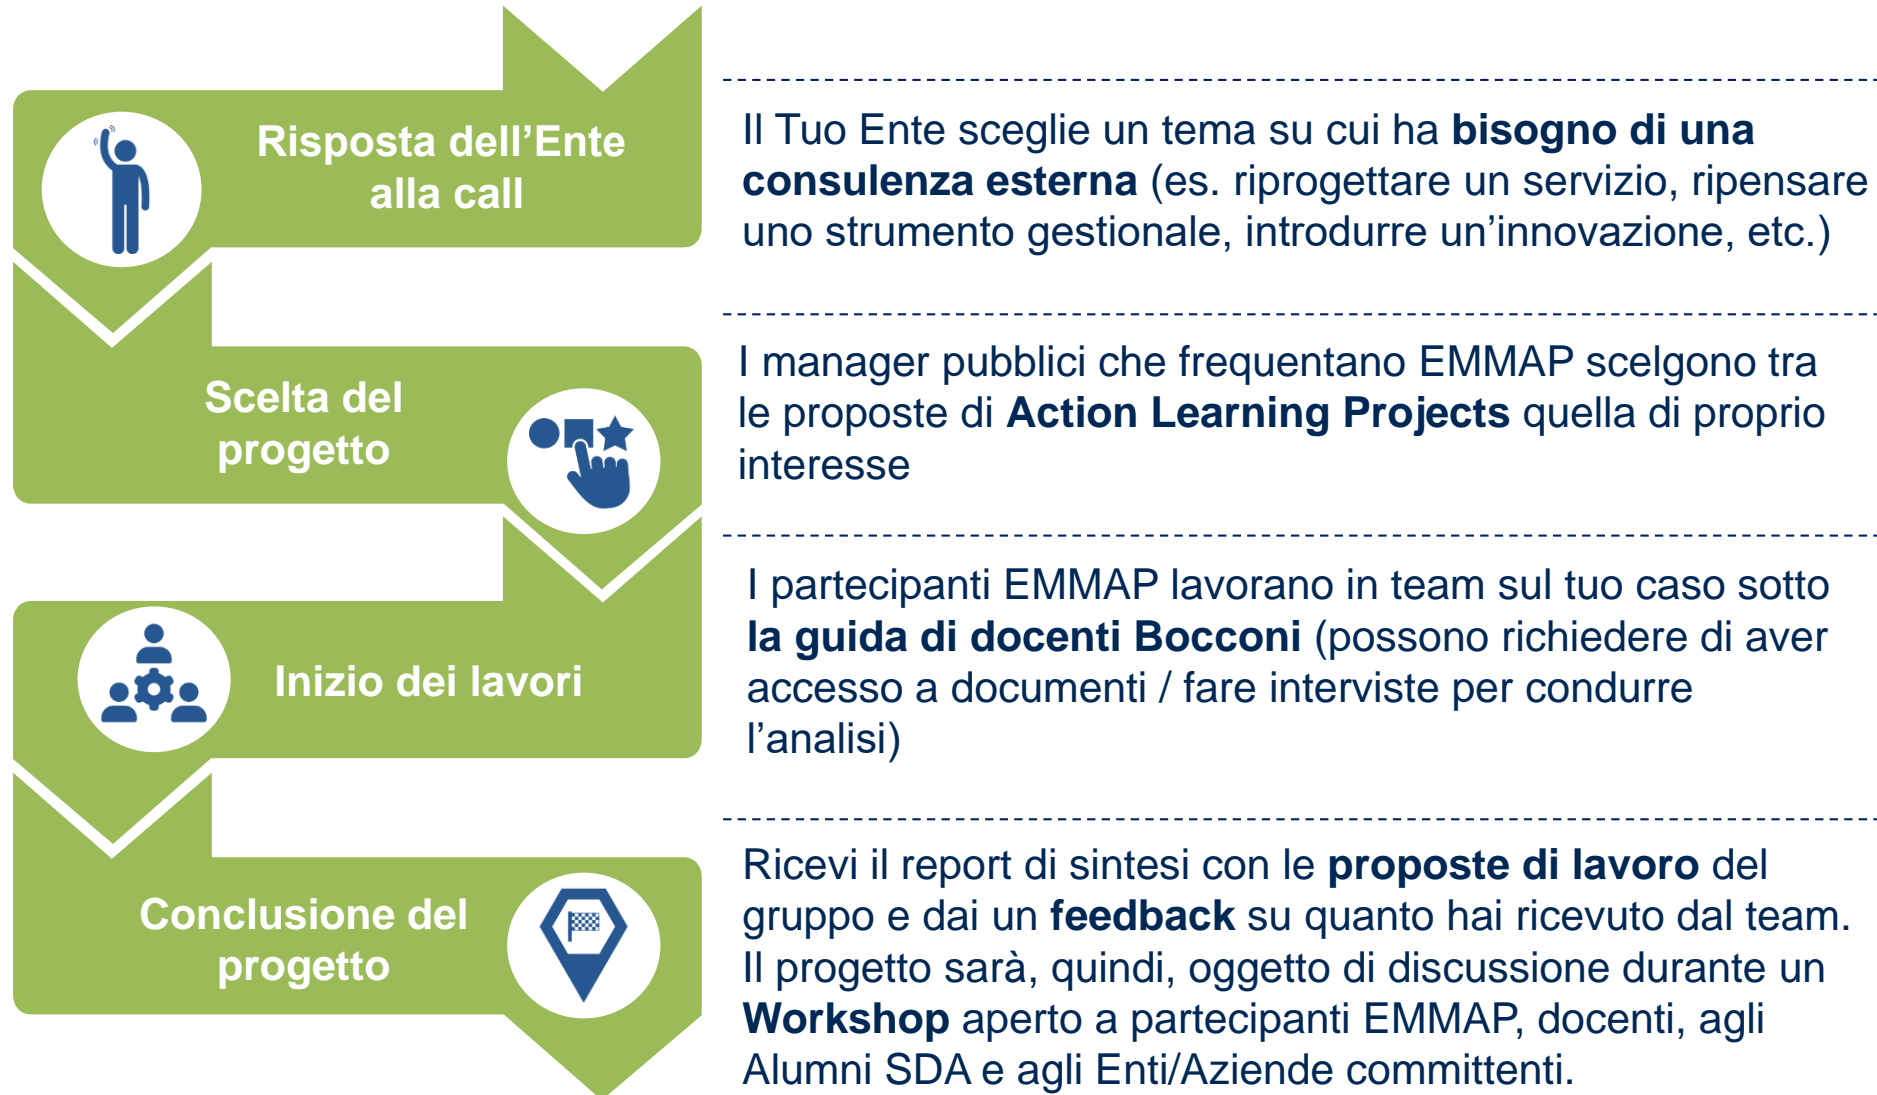 Risposta dell’Ente
alla call
Il Tuo Ente sceglie un tema su cui ha bisogno di una
consulenza esterna (es. riprogettare un servizio, ripensare
uno strumento gestionale, introdurre un’innovazione, etc.)
Scelta del
progetto
I manager pubblici che frequentano EMMAP scelgono tra
le proposte di Action Learning Projects quella di proprio
interesse
Inizio dei lavori
I partecipanti EMMAP lavorano in team sul tuo caso sotto
la guida di docenti Bocconi (possono richiedere di aver
accesso a documenti / fare interviste per condurre
l’analisi)
Conclusione del
progetto
Ricevi il report di sintesi con le proposte di lavoro del
gruppo e dai un feedback su quanto hai ricevuto dal team.
Il progetto sarà, quindi, oggetto di discussione durante un
Workshop aperto a partecipanti EMMAP, docenti, agli
Alumni SDA e agli Enti/Aziende committenti.